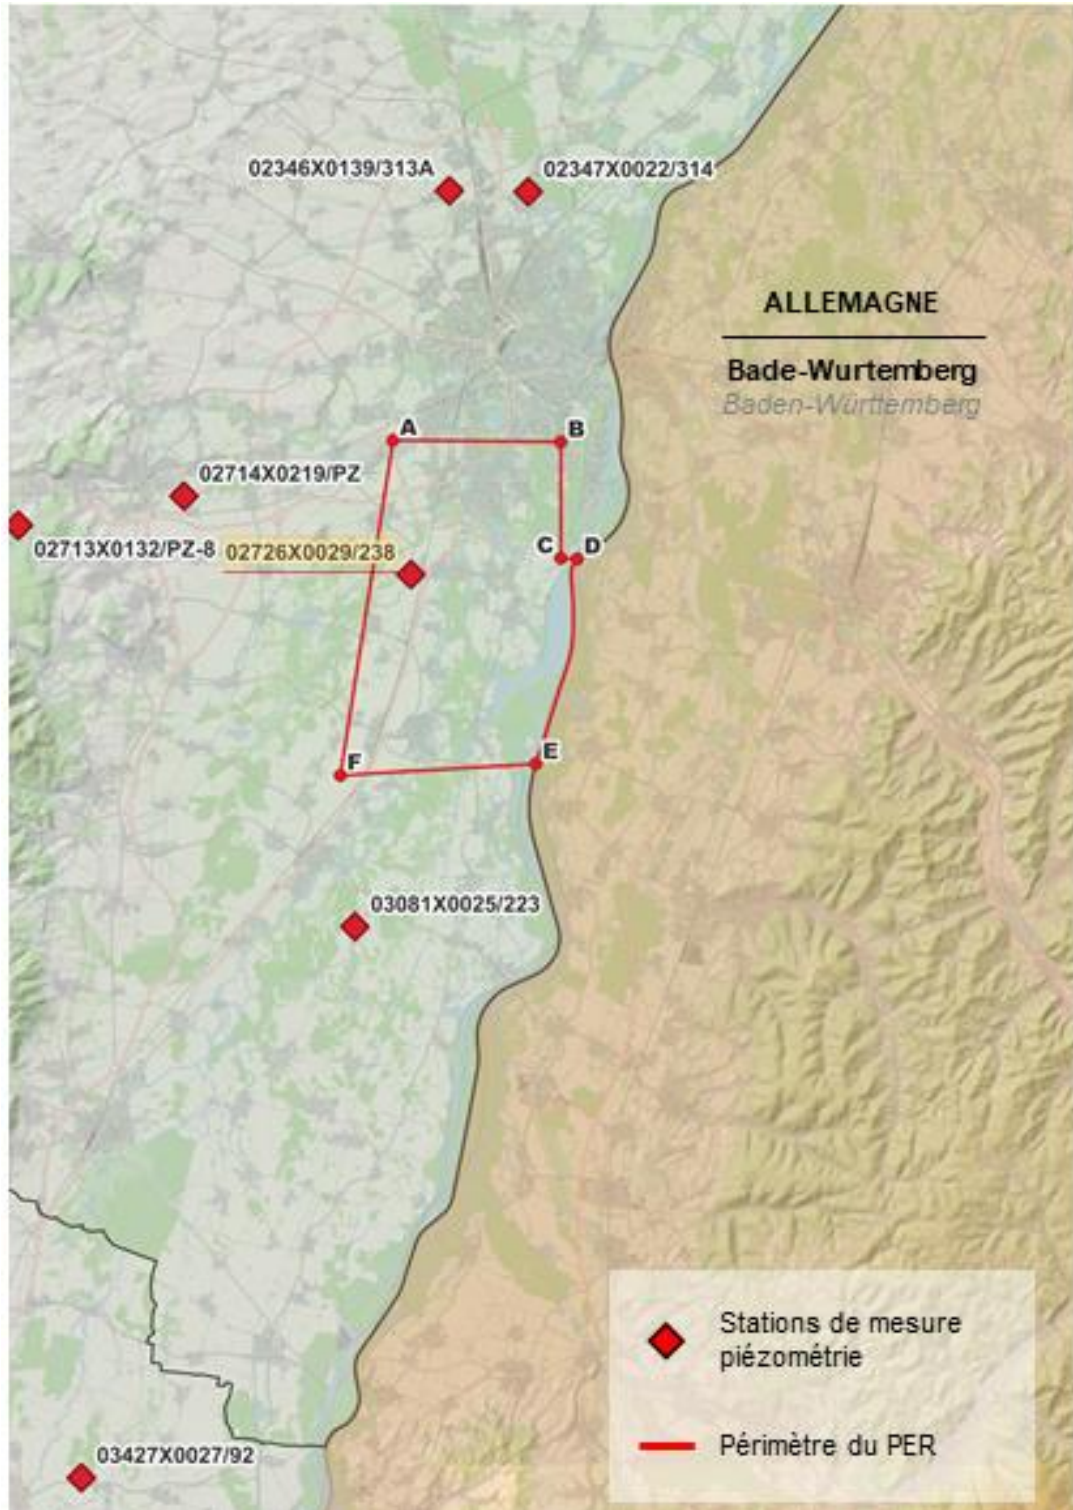 02346X0139/313A
02347X0022/314
ALLEMAGNE
Bade-Wurtemberg
Baden-Württemberg
A
B
02714X0219/PZ
02713X0132/PZ-8
02726X0029/238
C
D
E
F
03081X0025/223
Stations de mesure
piézométrie
Périmètre du PER
03427X0027/92